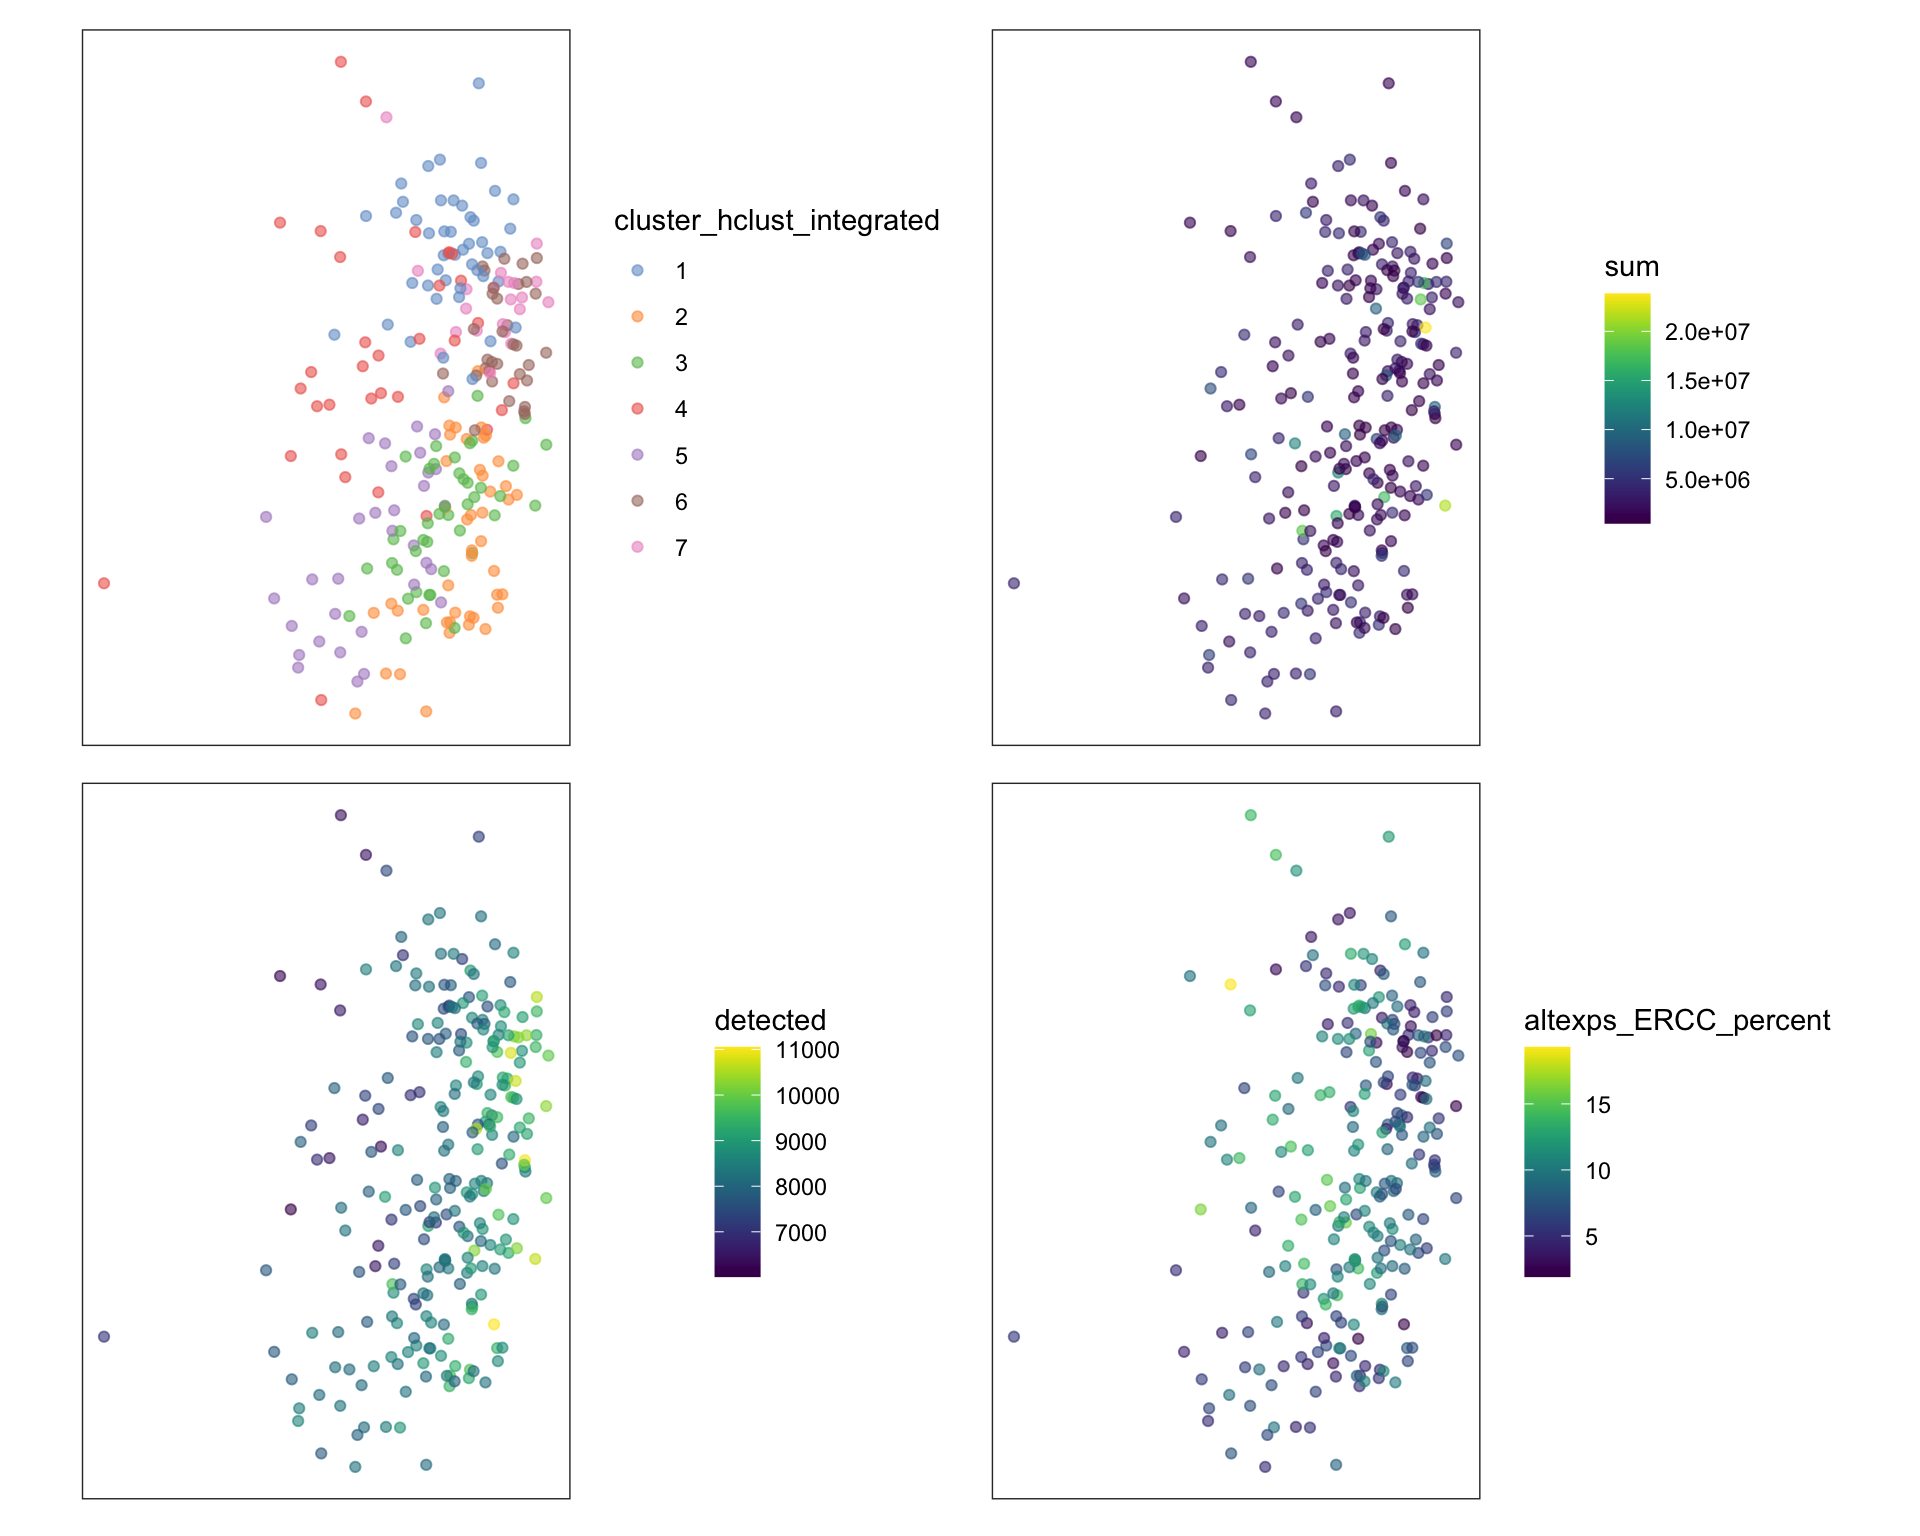 cluster_hclust_integrated
1
2
3
4
5
6
7
sum
2.0e+07
1.5e+07
1.0e+07
5.0e+06
detected
11000
10000
9000
8000
7000
altexps_ERCC_percent
15
10
5